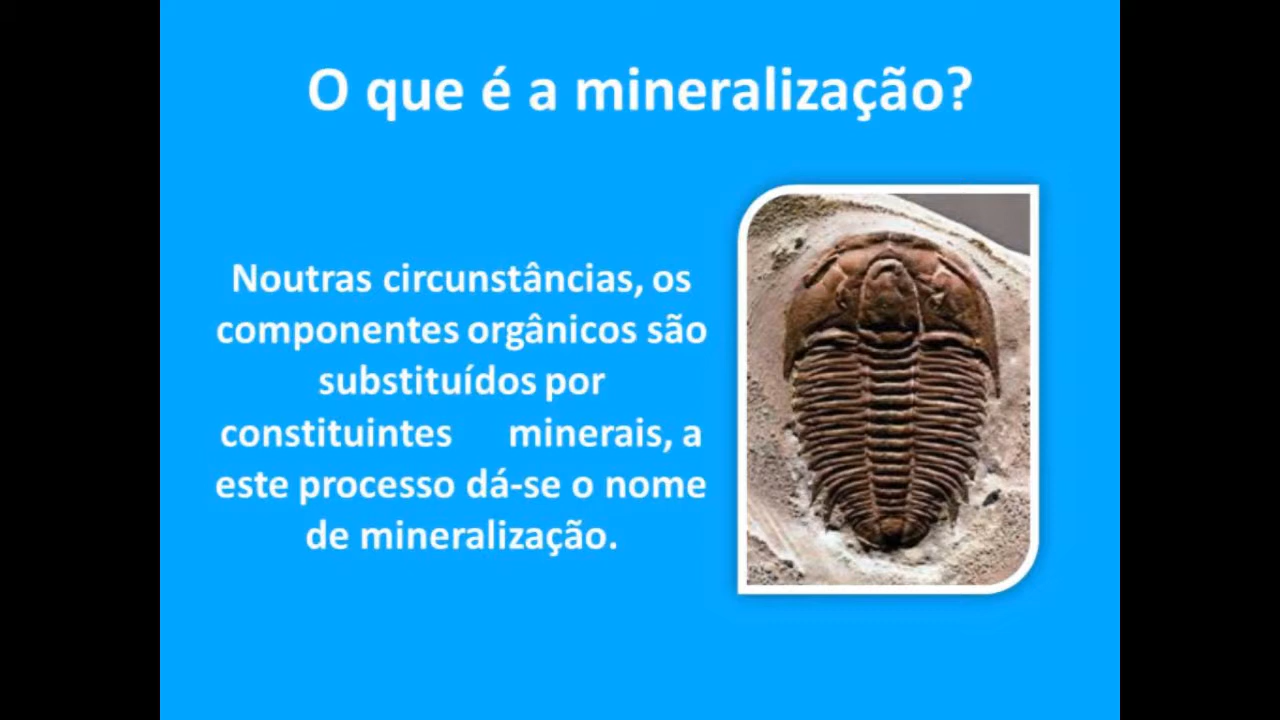 O que é a mineralização?
Noutras circunstâncias, os
componentes orgânicos são
substituídos por
constituintes minerais, a
este processo dá-se o nome
de mineralização.